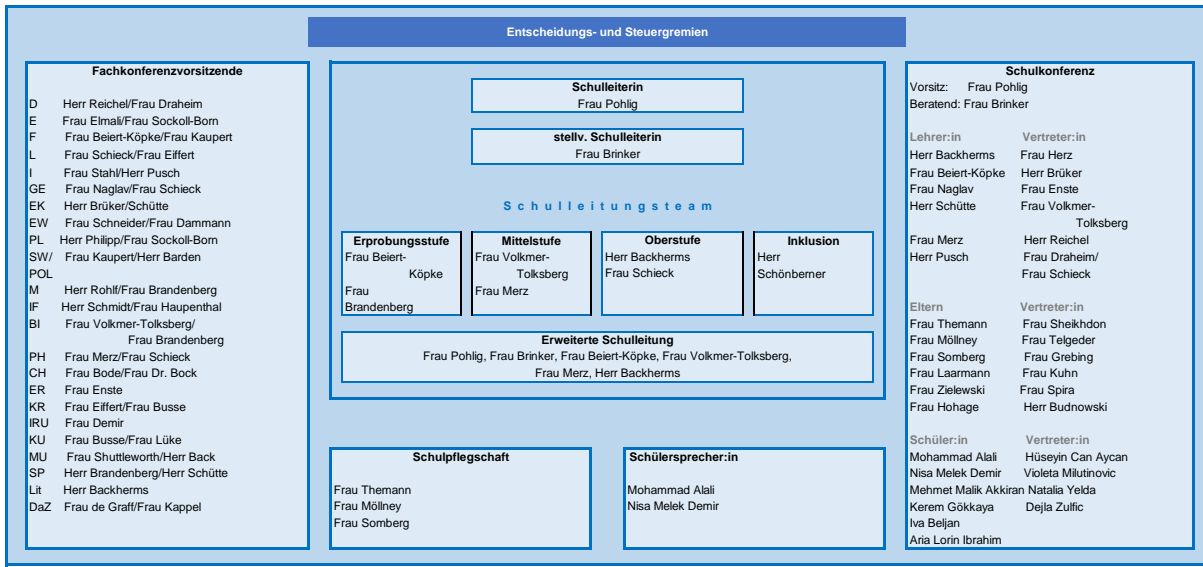 Entscheidungs- und Steuergremien
Fachkonferenzvorsitzende
D Herr Reichel/Frau Draheim
E Frau Elmali/Frau Sockoll-Born
F Frau Beiert-Köpke/Frau Kaupert
L Frau Schieck/Frau Eiffert
I Frau Stahl/Herr Pusch
GE Frau Naglav/Frau Schieck
EK Herr Brüker/Schütte
EW Frau Schneider/Frau Dammann
PL Herr Philipp/Frau Sockoll-Born
SW/ Frau Kaupert/Herr Barden
POL
M Herr Rohlf/Frau Brandenberg
IF Herr Schmidt/Frau Haupenthal
BI Frau Volkmer-Tolksberg/
Frau Brandenberg
PH Frau Merz/Frau Schieck
CH Frau Bode/Frau Dr. Bock
ER Frau Enste
KR Frau Eiffert/Frau Busse
IRU Frau Demir
KU Frau Busse/Frau Lüke
MU Frau Shuttleworth/Herr Back
SP Herr Brandenberg/Herr Schütte
Lit Herr Backherms
DaZ Frau de Graff/Frau Kappel
Schulleiterin
Frau Pohlig
stellv. Schulleiterin
Frau Brinker
Schulleitungsteam
Erprobungsstufe
Frau Beiert-
Köpke
Frau
Brandenberg
Mittelstufe
Frau Volkmer-
Tolksberg
Frau Merz
Oberstufe
Herr Backherms
Frau Schieck
Inklusion
Herr
Schönberner
Erweiterte Schulleitung
Frau Pohlig, Frau Brinker, Frau Beiert-Köpke, Frau Volkmer-Tolksberg,
Frau Merz, Herr Backherms
Schulpflegschaft
Frau Themann
Frau Möllney
Frau Somberg
Schülersprecher:in
Mohammad Alali
Nisa Melek Demir
Schulkonferenz
Vorsitz: Frau Pohlig
Beratend: Frau Brinker
Lehrer:in Vertreter:in
Herr Backherms Frau Herz
Frau Beiert-Köpke Herr Brüker
Frau Naglav Frau Enste
Herr Schütte Frau Volkmer-
Tolksberg
Frau Merz Herr Reichel
Herr Pusch Frau Draheim/
Frau Schieck
Eltern Vertreter:in
Frau Themann Frau Sheikhdon
Frau Möllney Frau Telgeder
Frau Somberg Frau Grebing
Frau Laarmann Frau Kuhn
Frau Zielewski Frau Spira
Frau Hohage Herr Budnowski
Schüler:in Vertreter:in
Mohammad Alali Hüseyin Can Aycan
Nisa Melek Demir Violeta Milutinovic
Mehmet Malik Akkiran Natalia Yelda
Kerem Gökkaya Dejla Zulfic
Iva Beljan
Aria Lorin Ibrahim